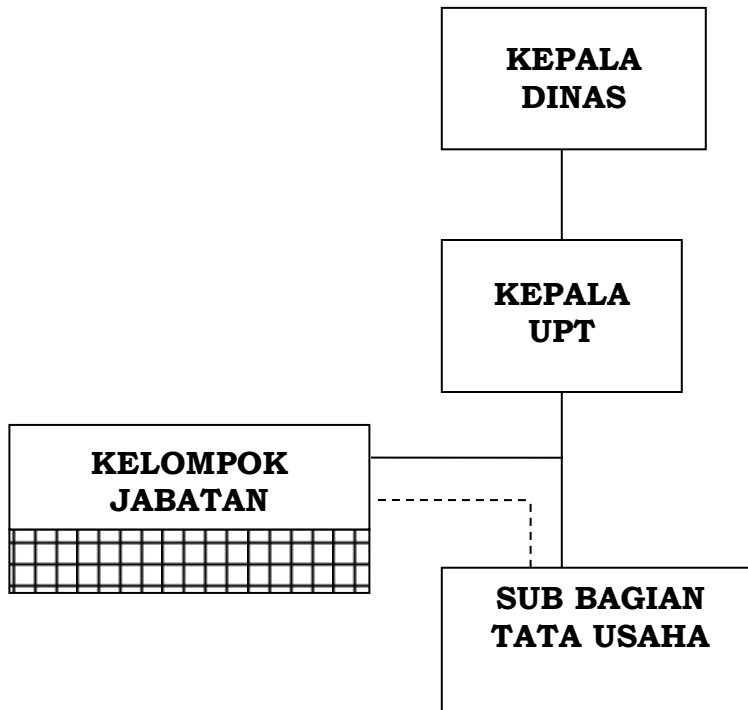 KEPALA
DINAS
KEPALA
UPT
KELOMPOK
JABATAN
SUB BAGIAN
TATA USAHA